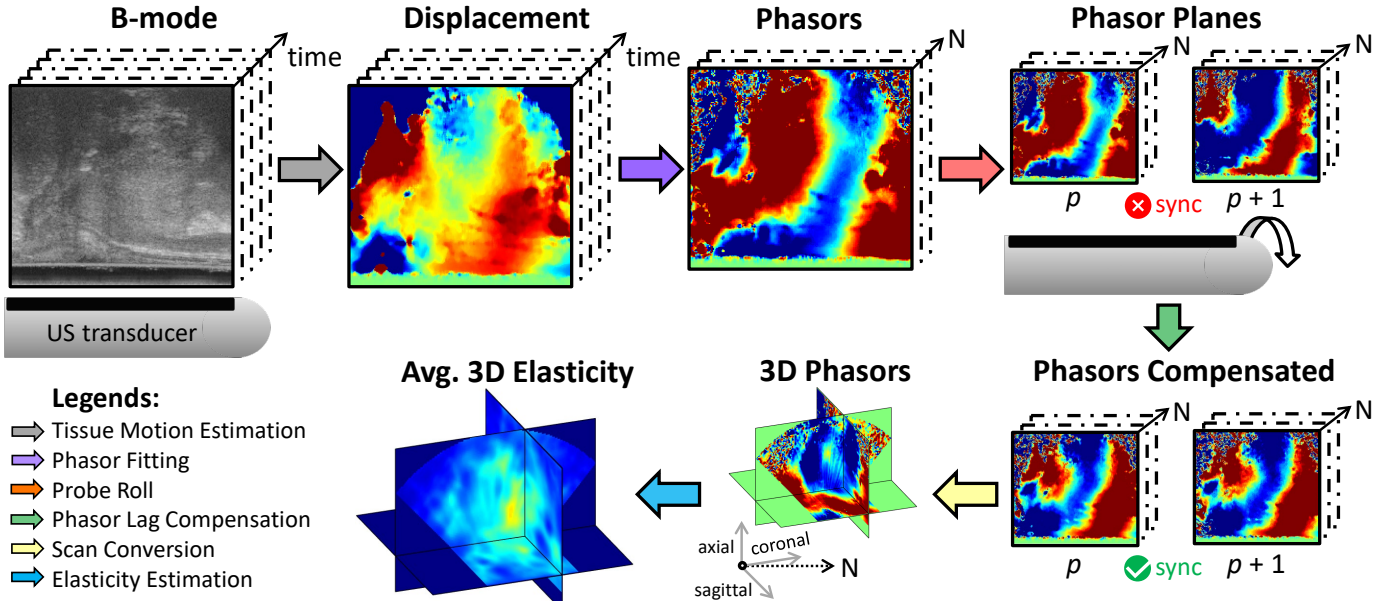 B-mode
Displacement
Phasors
Phasor Planes
time
time
N
N
N
p
sync
p + 1
US transducer
Avg. 3D Elasticity
3D Phasors
Phasors Compensated
N
N
Legends:
Tissue Motion Estimation
Phasor Fitting
Probe Roll
Phasor Lag Compensation
Scan Conversion
Elasticity Estimation
axial
coronal
N
sagittal
p
sync
p + 1